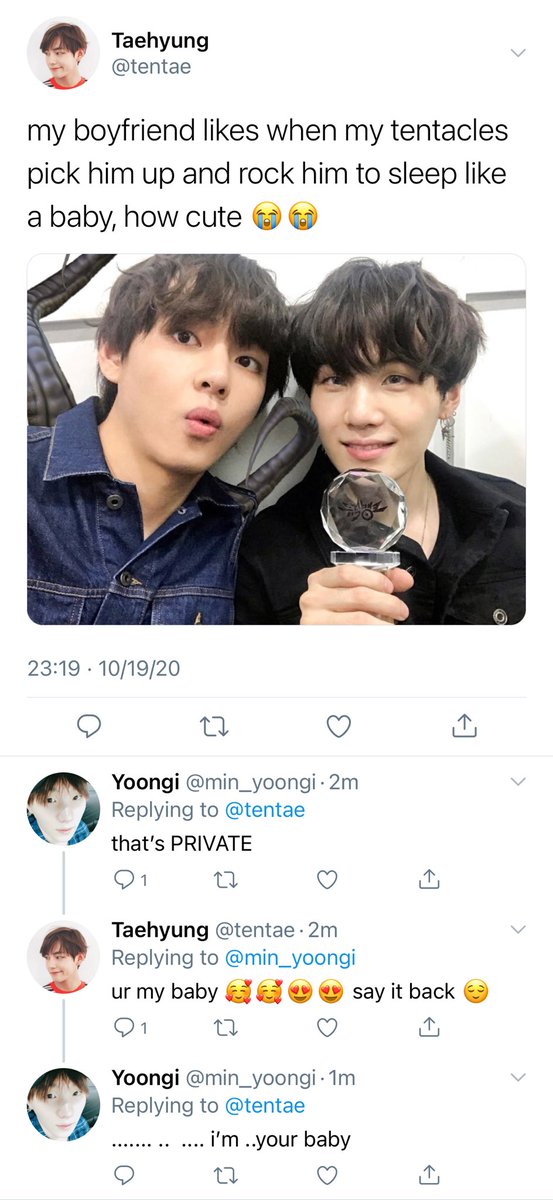 Taehyung
@tentae
my boyfriend likes when my tentacles
pick him up and rock him to sleep like
a baby, how cute 😭😭
23:19 · 10/19/20
Yoongi @min_yoongi · 2m
Replying to @tentae
that's PRIVATE
1
Taehyung @tentae · 2m
Replying to @min_yoongi
ur my baby 🥰🥰😍😍 say it back 😌
1
Yoongi @min_yoongi · 1m
Replying to @tentae
....... .. .... i'm ..your baby